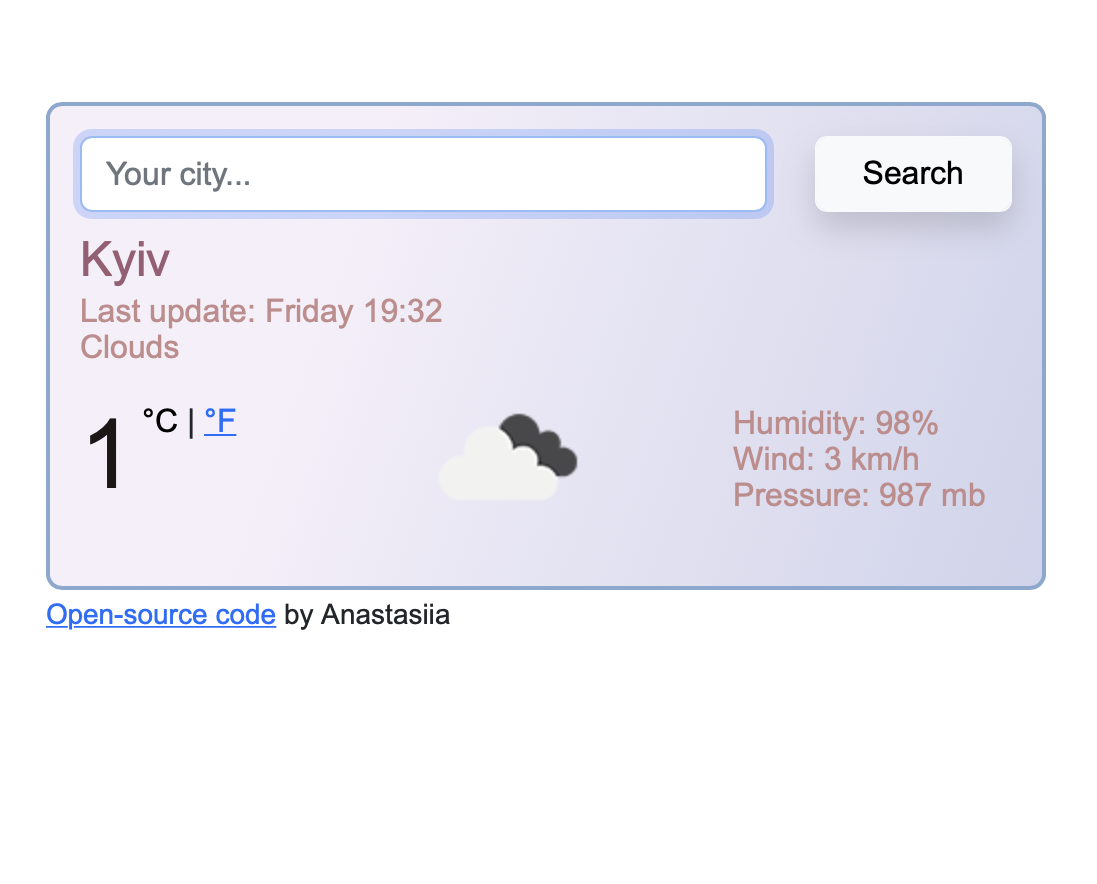 Your city...
Search
Kyiv
Last update: Friday 19:32
Clouds
1 °C | °F
Humidity: 98%
Wind: 3 km/h
Pressure: 987 mb
Open-source code by Anastasiia